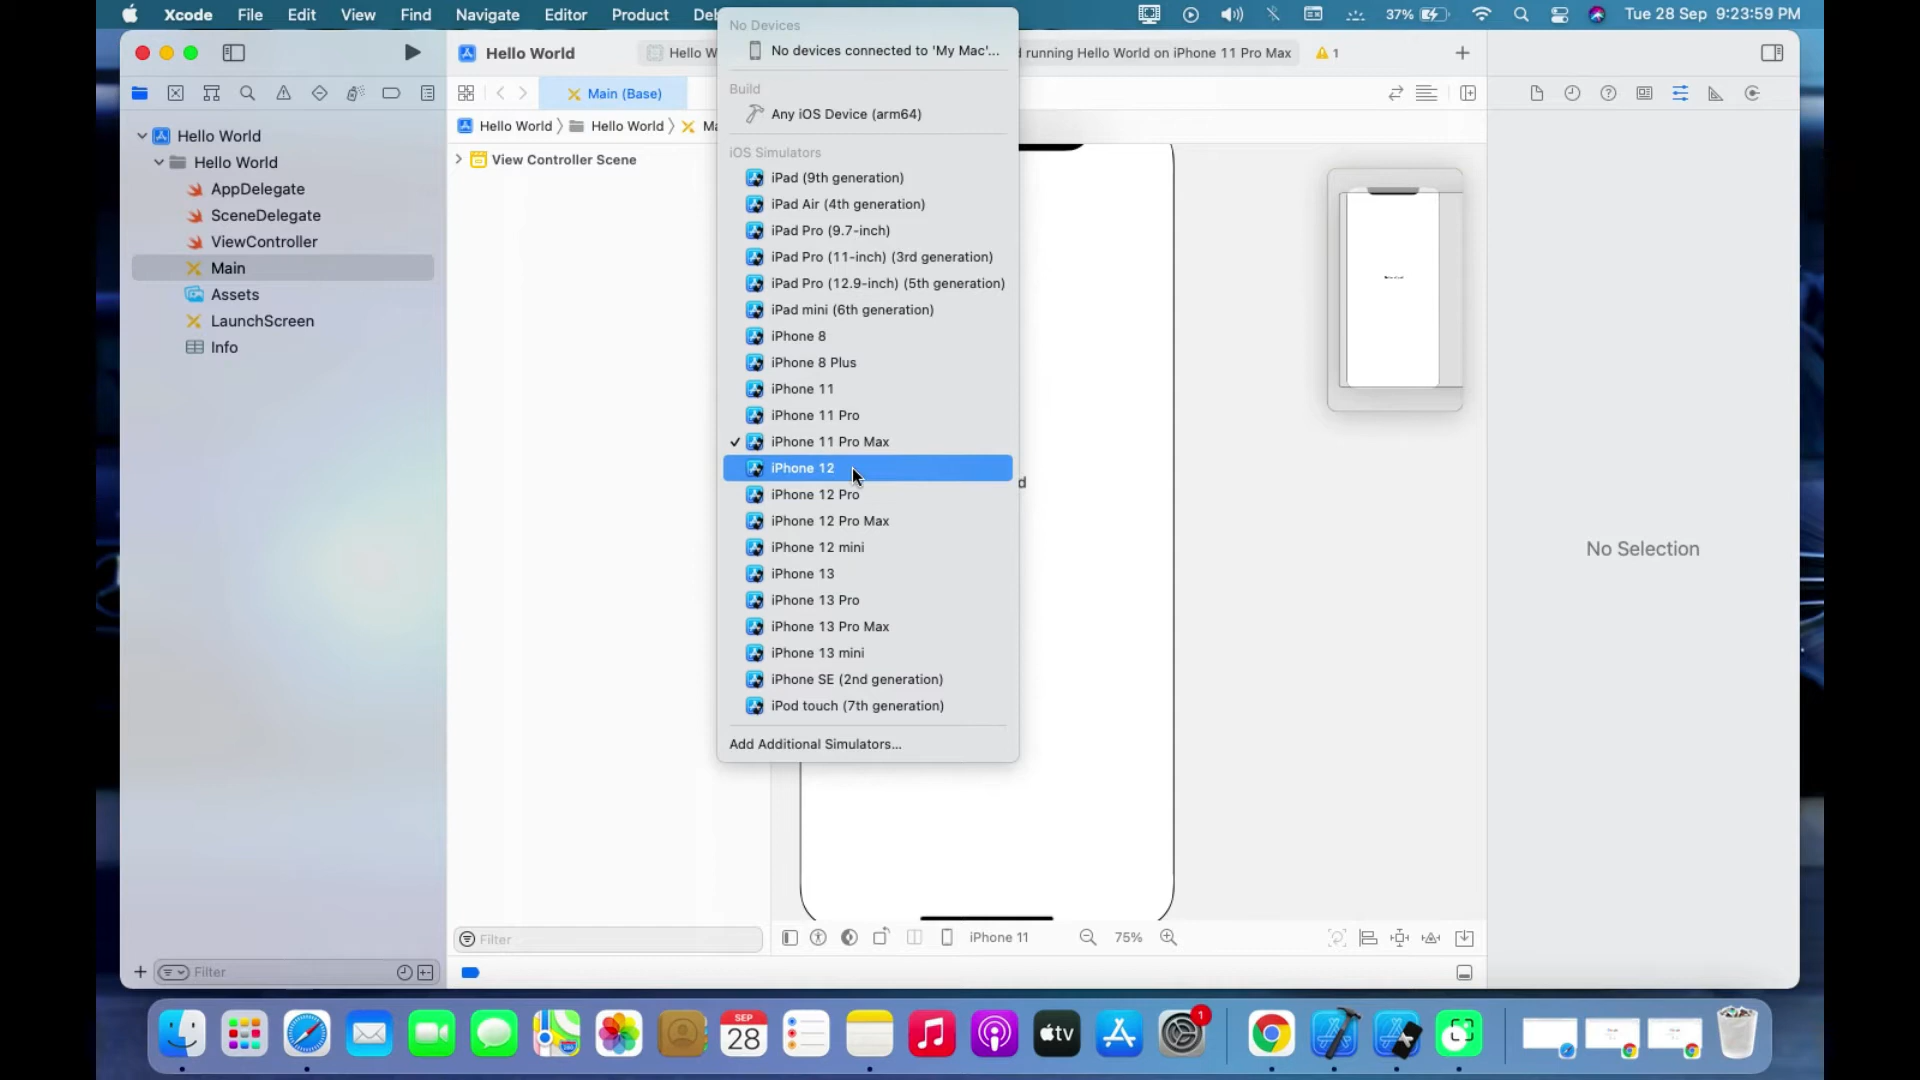 Xcode File Edit View Find Navigate Editor Product Deb 37% Tue 28 Sep 9:23:59 PM
Hello World
Hello W
running Hello World on iPhone 11 Pro Max
1
Main (Base)
Hello World
Hello World
Ma
Hello World
Hello World
AppDelegate
SceneDelegate
ViewController
Main
Assets
LaunchScreen
Info
View Controller Scene
No Devices
No devices connected to 'My Mac'...
Build
Any iOS Device (arm64)
iOS Simulators
iPad (9th generation)
iPad Air (4th generation)
iPad Pro (9.7-inch)
iPad Pro (11-inch) (3rd generation)
iPad Pro (12.9-inch) (5th generation)
iPad mini (6th generation)
iPhone 8
iPhone 8 Plus
iPhone 11
iPhone 11 Pro
iPhone 11 Pro Max
iPhone 12
iPhone 12 Pro
iPhone 12 Pro Max
iPhone 12 mini
iPhone 13
iPhone 13 Pro
iPhone 13 Pro Max
iPhone 13 mini
iPhone SE (2nd generation)
iPod touch (7th generation)
Add Additional Simulators...
d
No Selection
Filter
iPhone 11
75%
Filter
SEP
28
tv
1